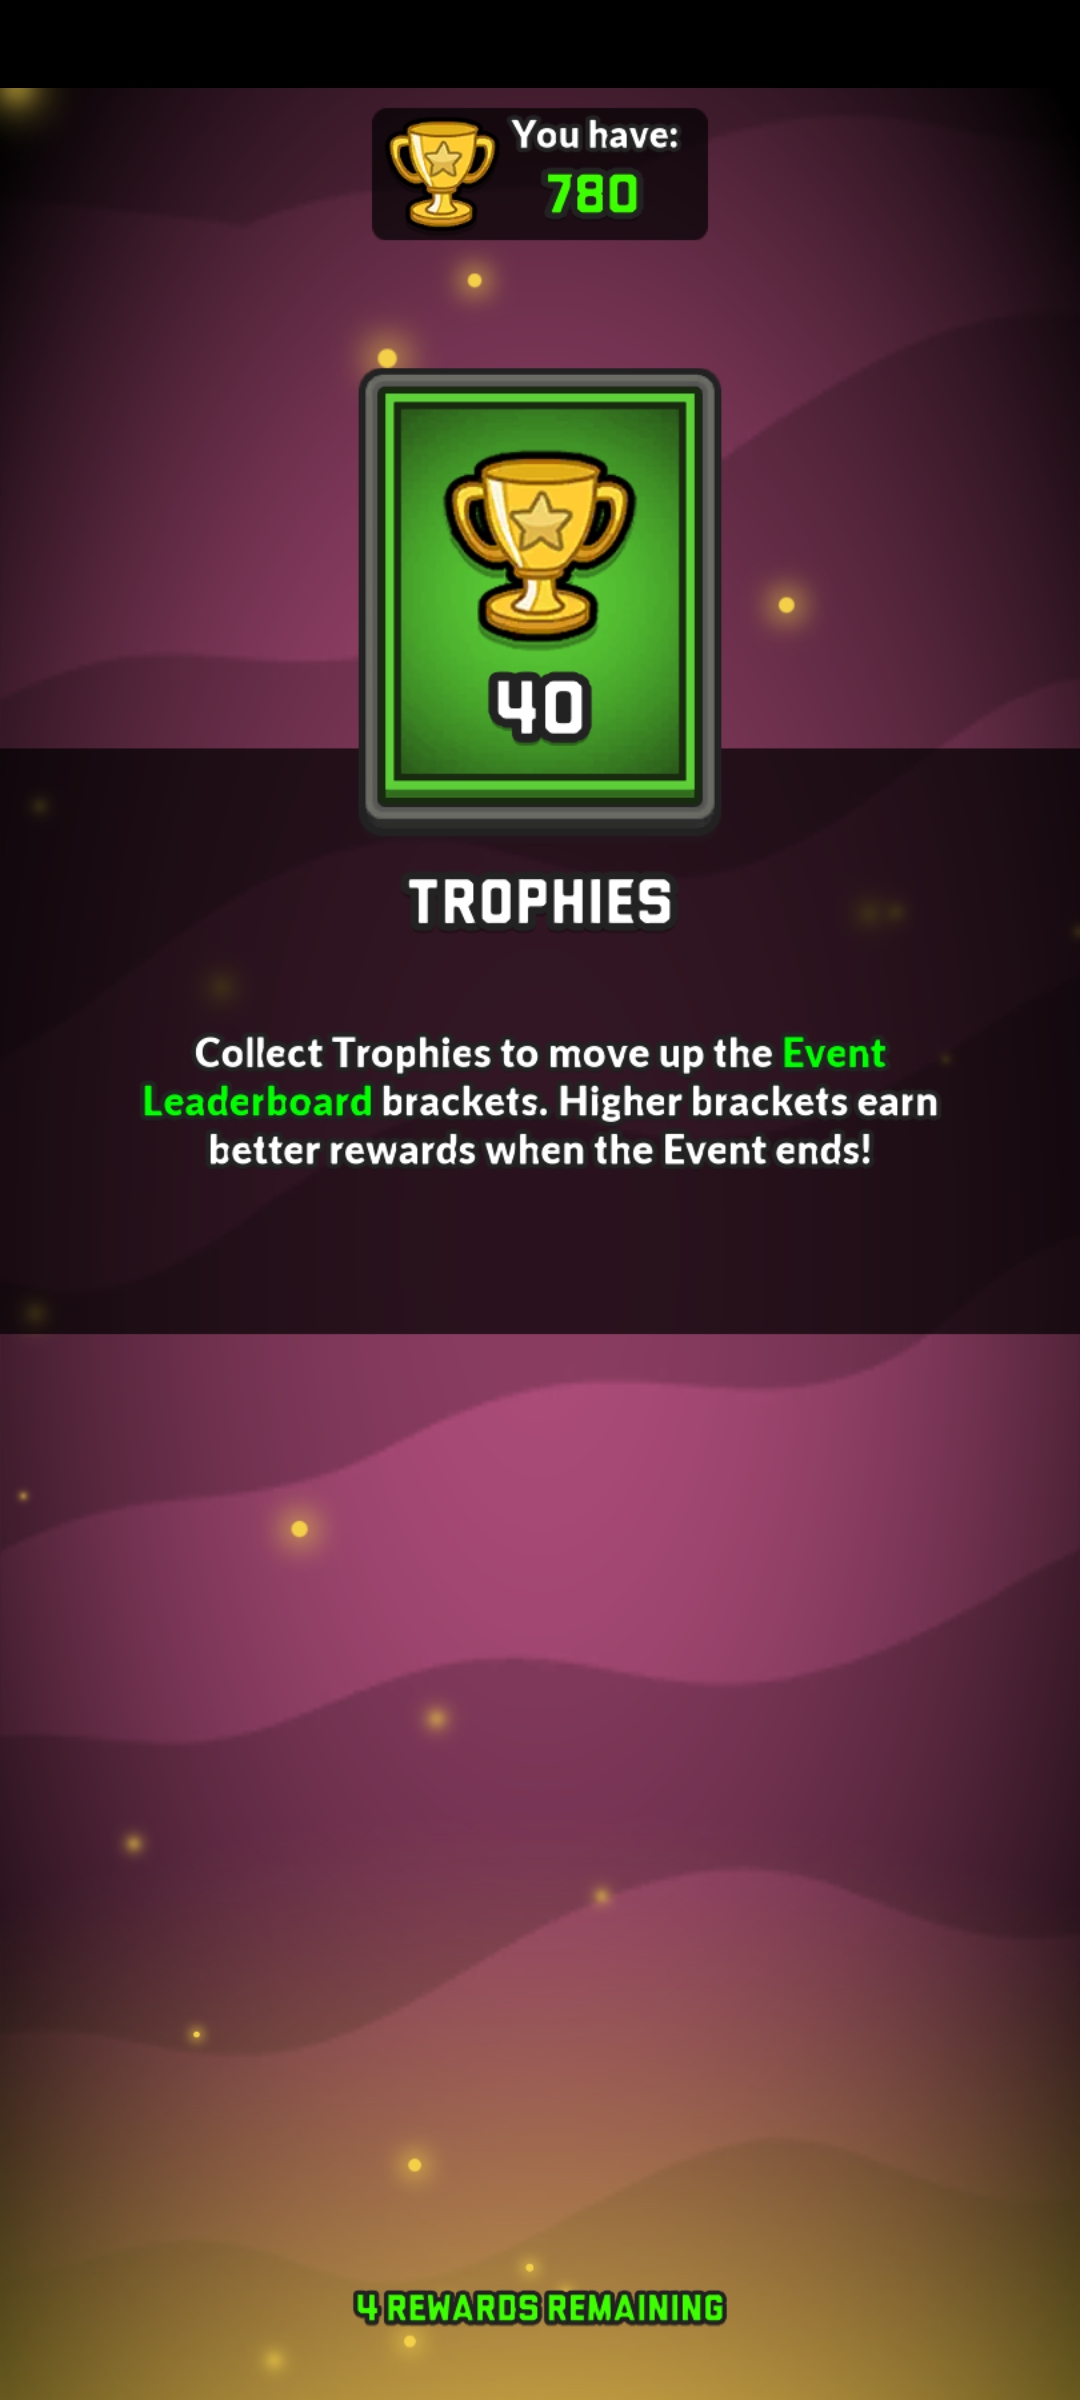 You have:
780
40
TROPHIES
Collect Trophies to move up the Event
Leaderboard brackets. Higher brackets earn
better rewards when the Event ends!
4 REWARDS REMAINING